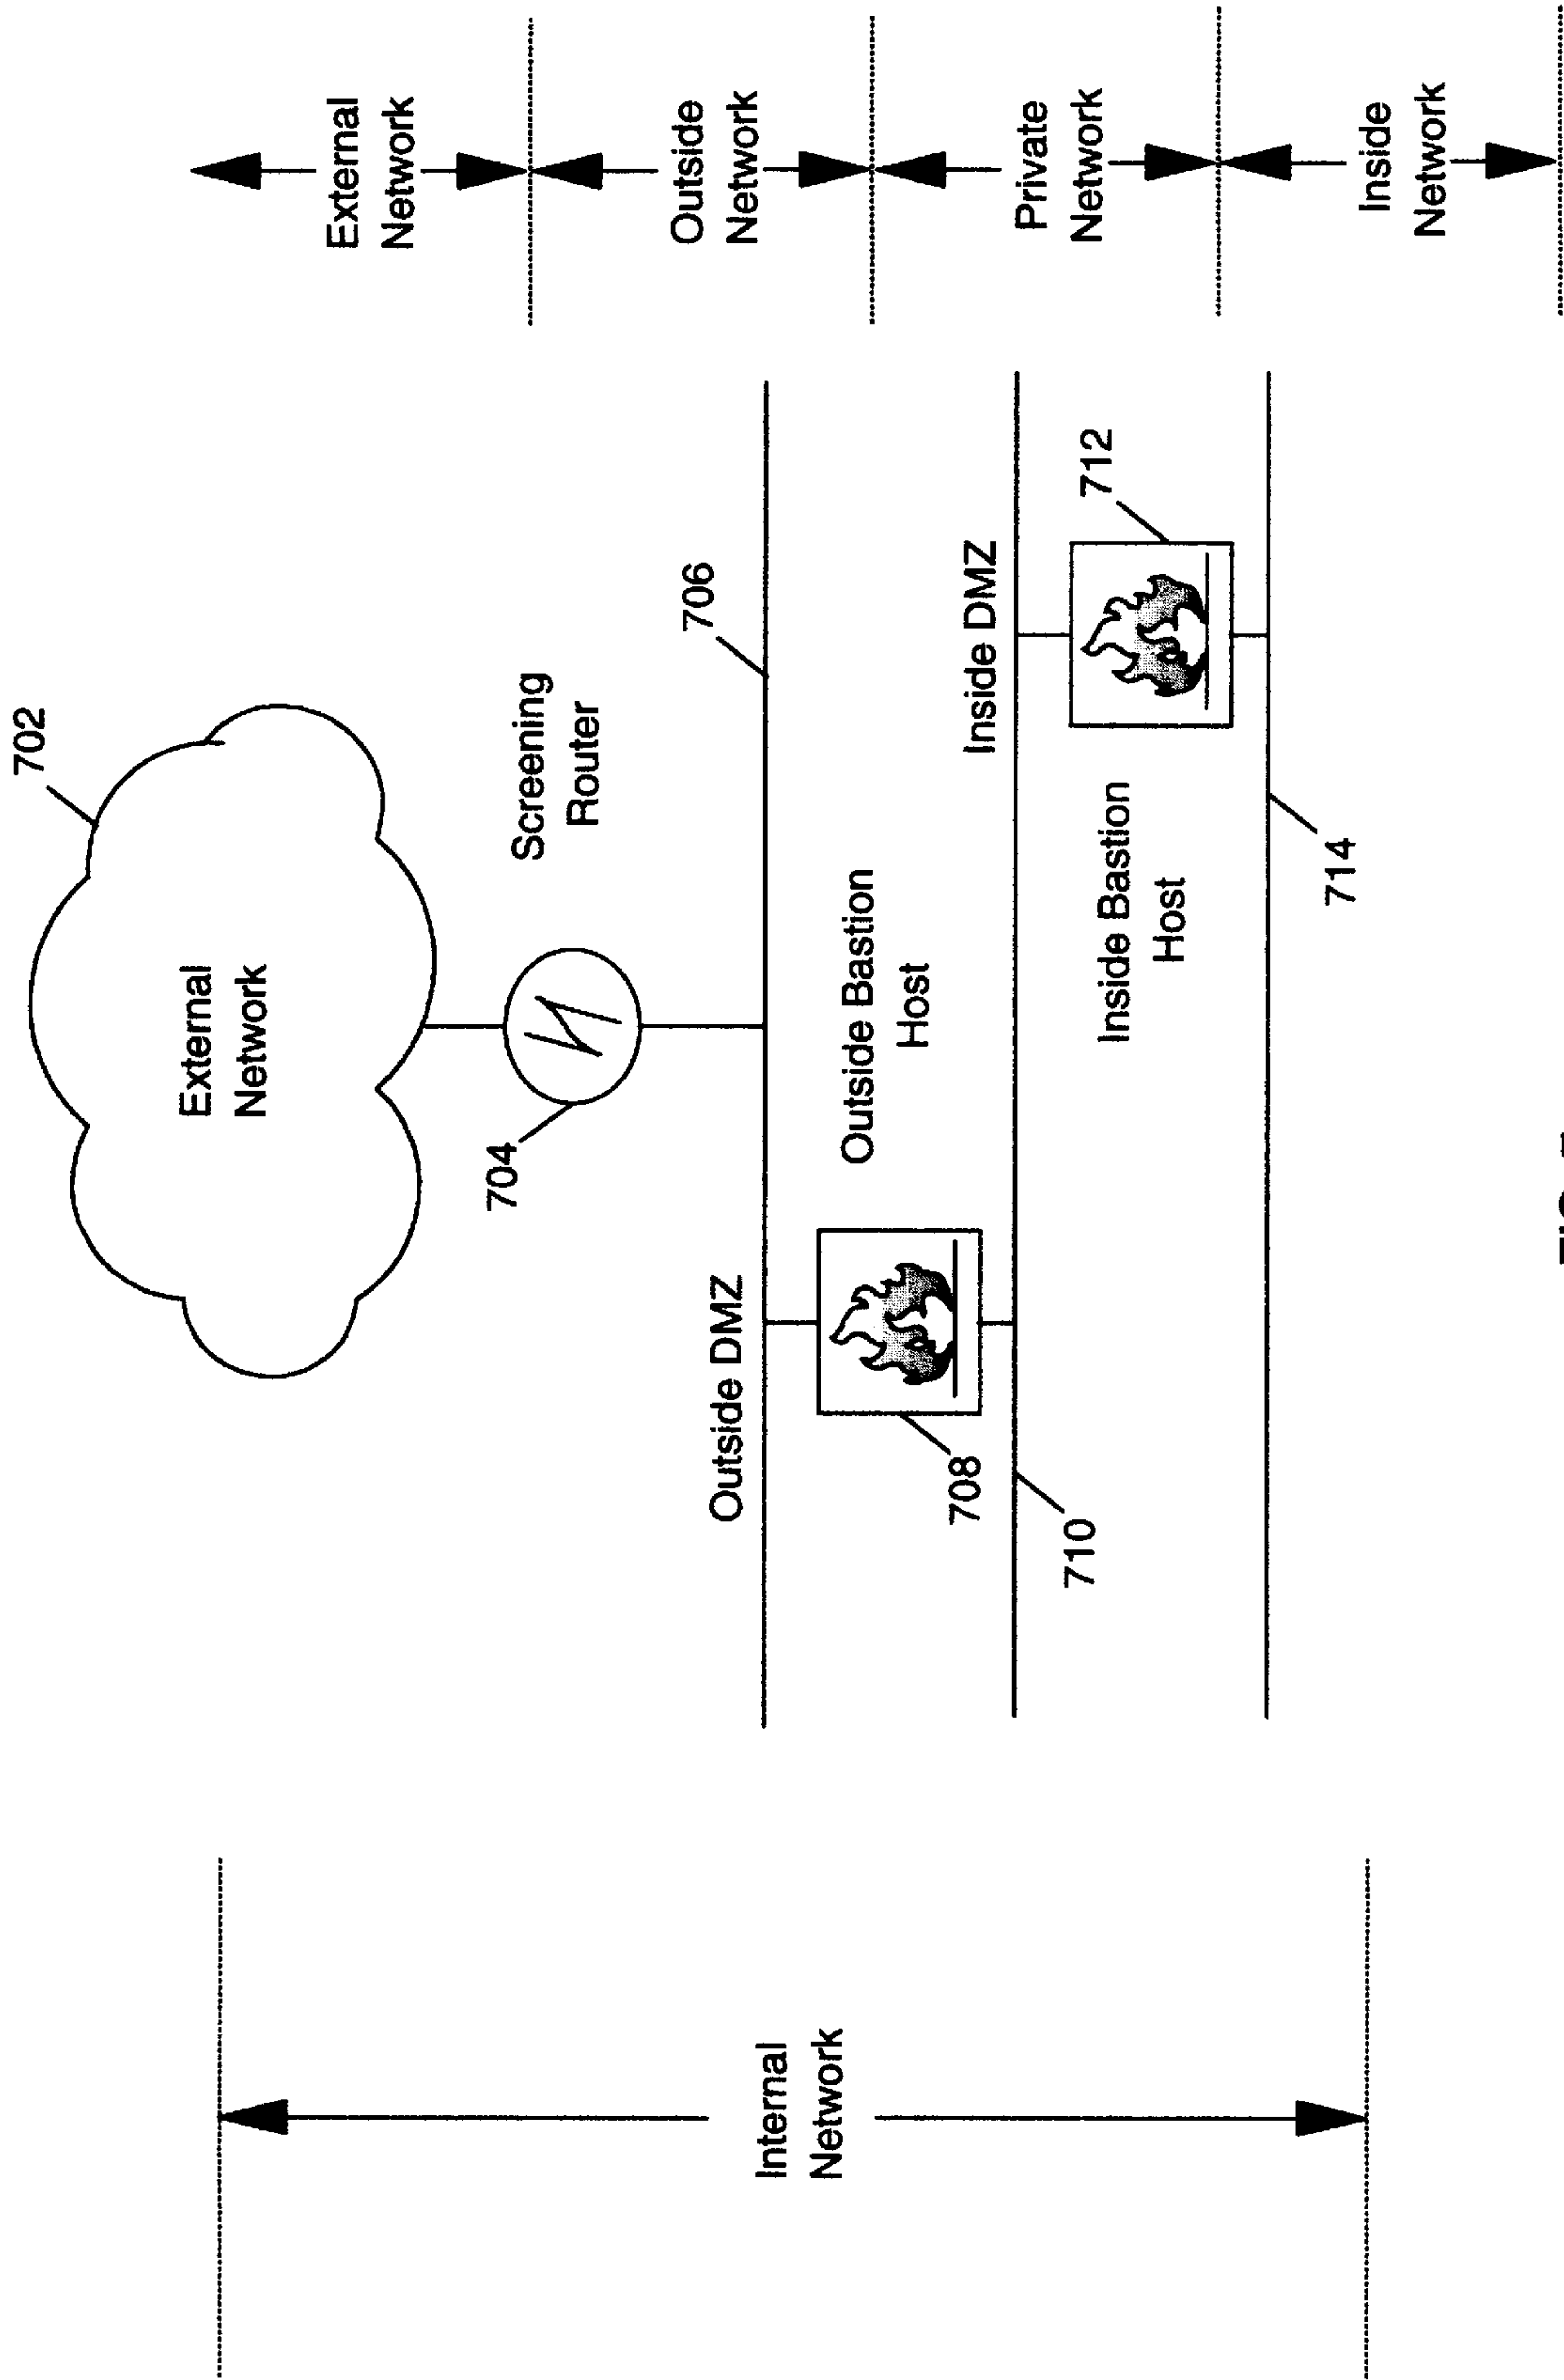 702
External
Network
Screening
Router
704
706
Outside DMZ
Outside Bastion
Host
708
Inside DMZ
710
712
Inside Bastion
Host
714
Internal
Network
External
Network
Outside
Network
Private
Network
Inside
Network